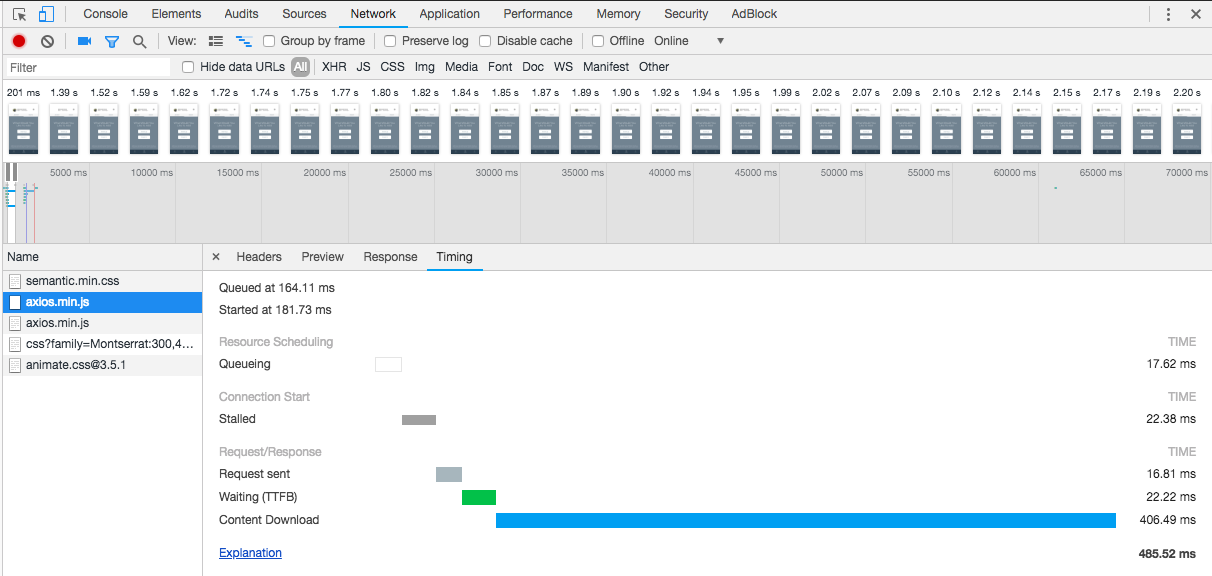 Console Elements Audits Sources Network Application Performance Memory Security AdBlock
View: Group by frame Preserve log Disable cache Offline Online
Filter Hide data URLs All XHR JS CSS Img Media Font Doc WS Manifest Other
201 ms 1.39 s 1.52 s 1.59 s 1.62 s 1.72 s 1.74 s 1.75 s 1.77 s 1.80 s 1.82 s 1.84 s 1.85 s 1.87 s 1.89 s 1.90 s 1.92 s 1.94 s 1.95 s 1.99 s 2.02 s 2.07 s 2.09 s 2.10 s 2.12 s 2.14 s 2.15 s 2.17 s 2.19 s 2.20 s
5000 ms 10000 ms 15000 ms 20000 ms 25000 ms 30000 ms 35000 ms 40000 ms 45000 ms 50000 ms 55000 ms 60000 ms 65000 ms 70000 ms
Name
semantic.min.css
axios.min.js
axios.min.js
css?family=Montserrat:300,4...
animate.css@3.5.1
× Headers Preview Response Timing
Queued at 164.11 ms
Started at 181.73 ms
Resource Scheduling TIME
Queueing 17.62 ms
Connection Start TIME
Stalled 22.38 ms
Request/Response TIME
Request sent 16.81 ms
Waiting (TTFB) 22.22 ms
Content Download 406.49 ms
Explanation 485.52 ms